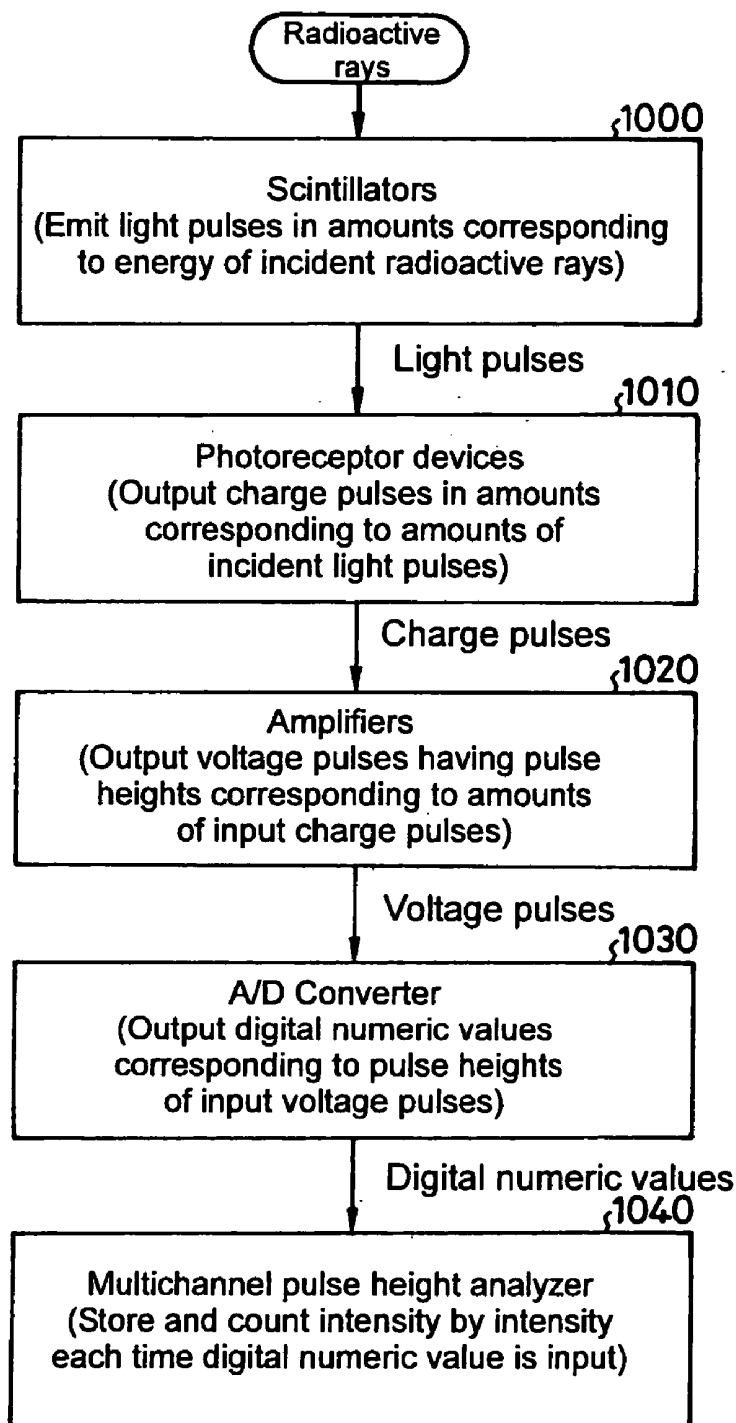 Radioactive
rays
1000
Scintillators
(Emit light pulses in amounts corresponding
to energy of incident radioactive rays)
Light pulses
1010
Photoreceptor devices
(Output charge pulses in amounts
corresponding to amounts of
incident light pulses)
Charge pulses
1020
Amplifiers
(Output voltage pulses having pulse
heights corresponding to amounts
of input charge pulses)
Voltage pulses
1030
A/D Converter
(Output digital numeric values
corresponding to pulse heights
of input voltage pulses)
Digital numeric values
1040
Multichannel pulse height analyzer
(Store and count intensity by intensity
each time digital numeric value is input)